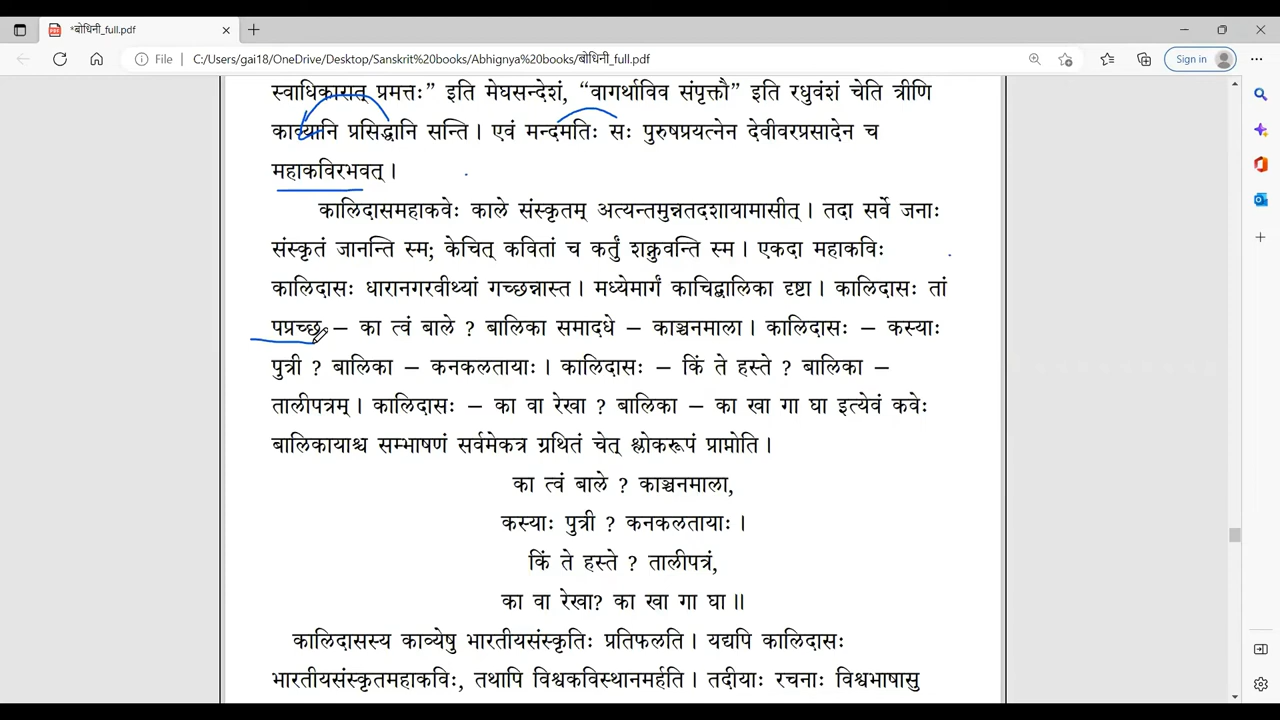 *बोधिनी_full.pdf
File
C:/Users/gai18/OneDrive/Desktop/Sanskrit%20books/Abhignya%20books/बोधिनी_full.pdf
Sign in
स्वाधिकारात् प्रमत्तः” इति मेघसन्देशं, “वागर्थाविव संपृक्तौ” इति रधुवंशं चेति त्रीणि
काव्यानि प्रसिद्धानि सन्ति । एवं मन्दमतिः सः पुरुषप्रयत्नेन देवीवरप्रसादेन च
महाकविरभवत् ।
कालिदासमहाकवेः काले संस्कृतम् अत्यन्तमुन्नतदशायामासीत् । तदा सर्वे जनाः
संस्कृतं जानन्ति स्म; केचित् कवितां च कर्तुं शक्नुवन्ति स्म । एकदा महाकविः
कालिदासः धारानगरवीथ्यां गच्छन्नास्त । मध्येमार्गं काचिद्बालिका दृष्टा । कालिदासः तां
पप्रच्छ – का त्वं बाले ? बालिका समादधे – काञ्चनमाला । कालिदासः – कस्याः
पुत्री ? बालिका – कनकलतायाः । कालिदासः – किं ते हस्ते ? बालिका –
तालीपत्रम् । कालिदासः – का वा रेखा ? बालिका – का खा गा घा इत्येवं कवेः
बालिकायाश्च सम्भाषणं सर्वमेकत्र ग्रथितं चेत् श्लोकरूपं प्राप्नोति ।
का त्वं बाले ? काञ्चनमाला,
कस्याः पुत्री ? कनकलतायाः ।
किं ते हस्ते ? तालीपत्रं,
का वा रेखा? का खा गा घा ॥
कालिदासस्य काव्येषु भारतीयसंस्कृतिः प्रतिफलति । यद्यपि कालिदासः
भारतीयसंस्कृतमहाकविः, तथापि विश्वकविस्थानमर्हति । तदीयाः रचनाः विश्वभाषासु